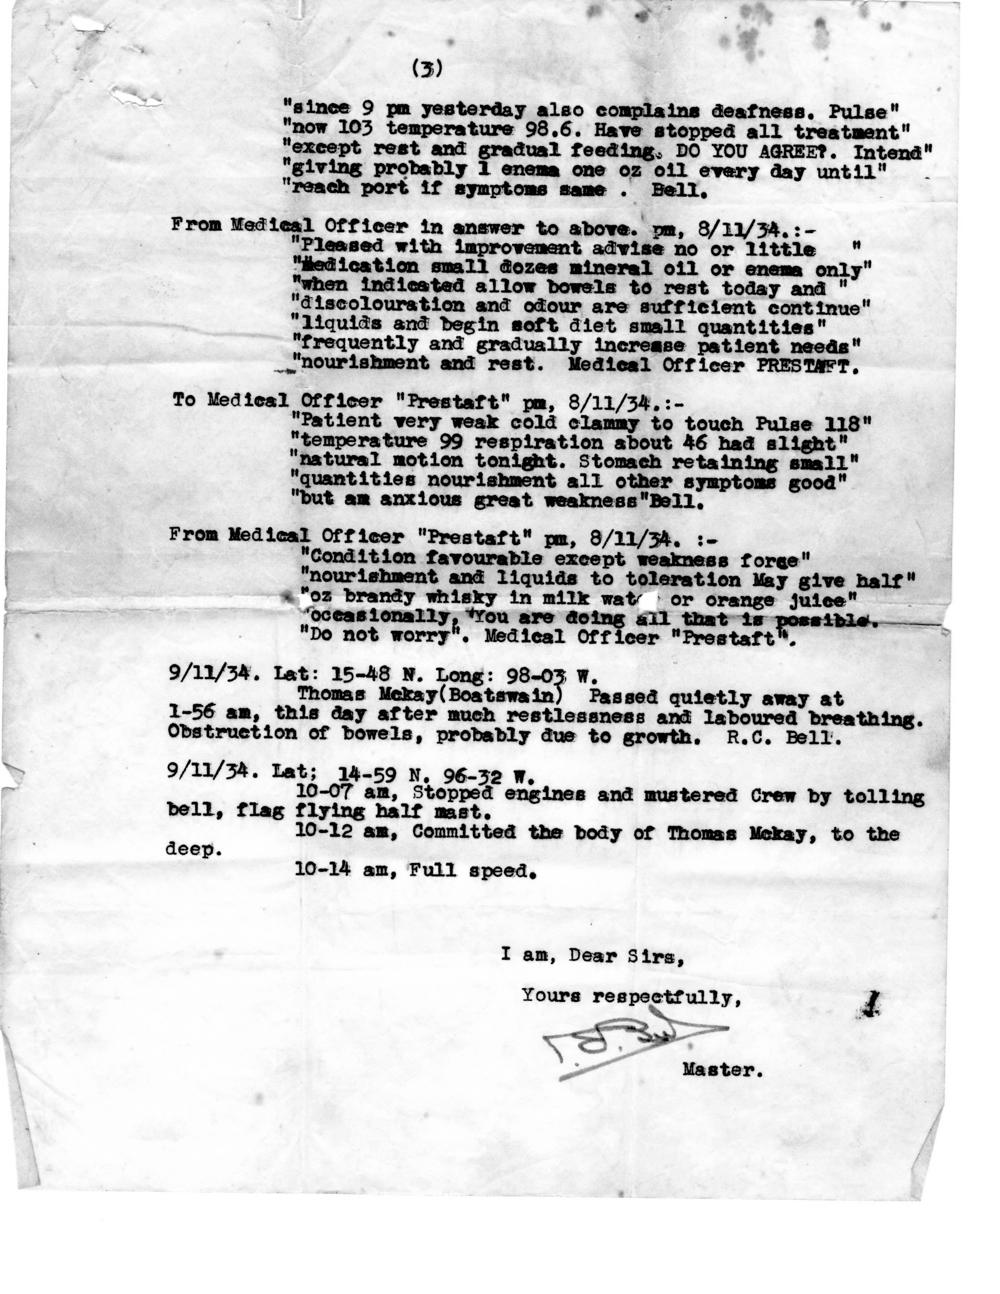 (3)
"since 9 pm yesterday also complains deafness. Pulse"
"now 103 temperature 98.6. Have stopped all treatment"
"except rest and gradual feeding. DO YOU AGREE?. Intend"
"giving probably 1 enema one oz oil every day until"
"reach port if symptoms same . Bell.
From Medical Officer in answer to above. pm, 8/11/34.:-
"Pleased with improvement advise no or little "
"Medication small dozes mineral oil or enema only"
"when indicated allow bowels to rest today and "
"discolouration and odour are sufficient continue"
"liquids and begin soft diet small quantities"
"frequently and gradually increase patient needs"
"nourishment and rest. Medical Officer PRESTAFT.
To Medical Officer "Prestaft" pm, 8/11/34.:-
"Patient very weak cold clammy to touch Pulse 118"
"temperature 99 respiration about 46 had slight"
"natural motion tonight. Stomach retaining small"
"quantities nourishment all other symptoms good"
"but am anxious great weakness"Bell.
From Medical Officer "Prestaft" pm, 8/11/34. :-
"Condition favourable except weakness forge"
"nourishment and liquids to toleration May give half"
"oz brandy whisky in milk or orange juice"
"occasionally, "You are doing all that is possible.
"Do not worry". Medical Officer "Prestaft".
9/11/34. Lat: 15-48 N. Long: 98-03 W.
Thomas Mckay(Boatswain) Passed quietly away at
1-56 am, this day after much restlessness and laboured breathing.
Obstruction of bowels, probably due to growth. R.C. Bell.
9/11/34. Lat; 14-59 N. 96-32 W.
10-07 am, Stopped engines and mustered Crew by tolling
bell, flag flying half mast.
10-12 am, Committed the body of Thomas Mckay, to the
deep.
10-14 am, Full speed.
I am, Dear Sirs,
Yours respectfully,
Master.